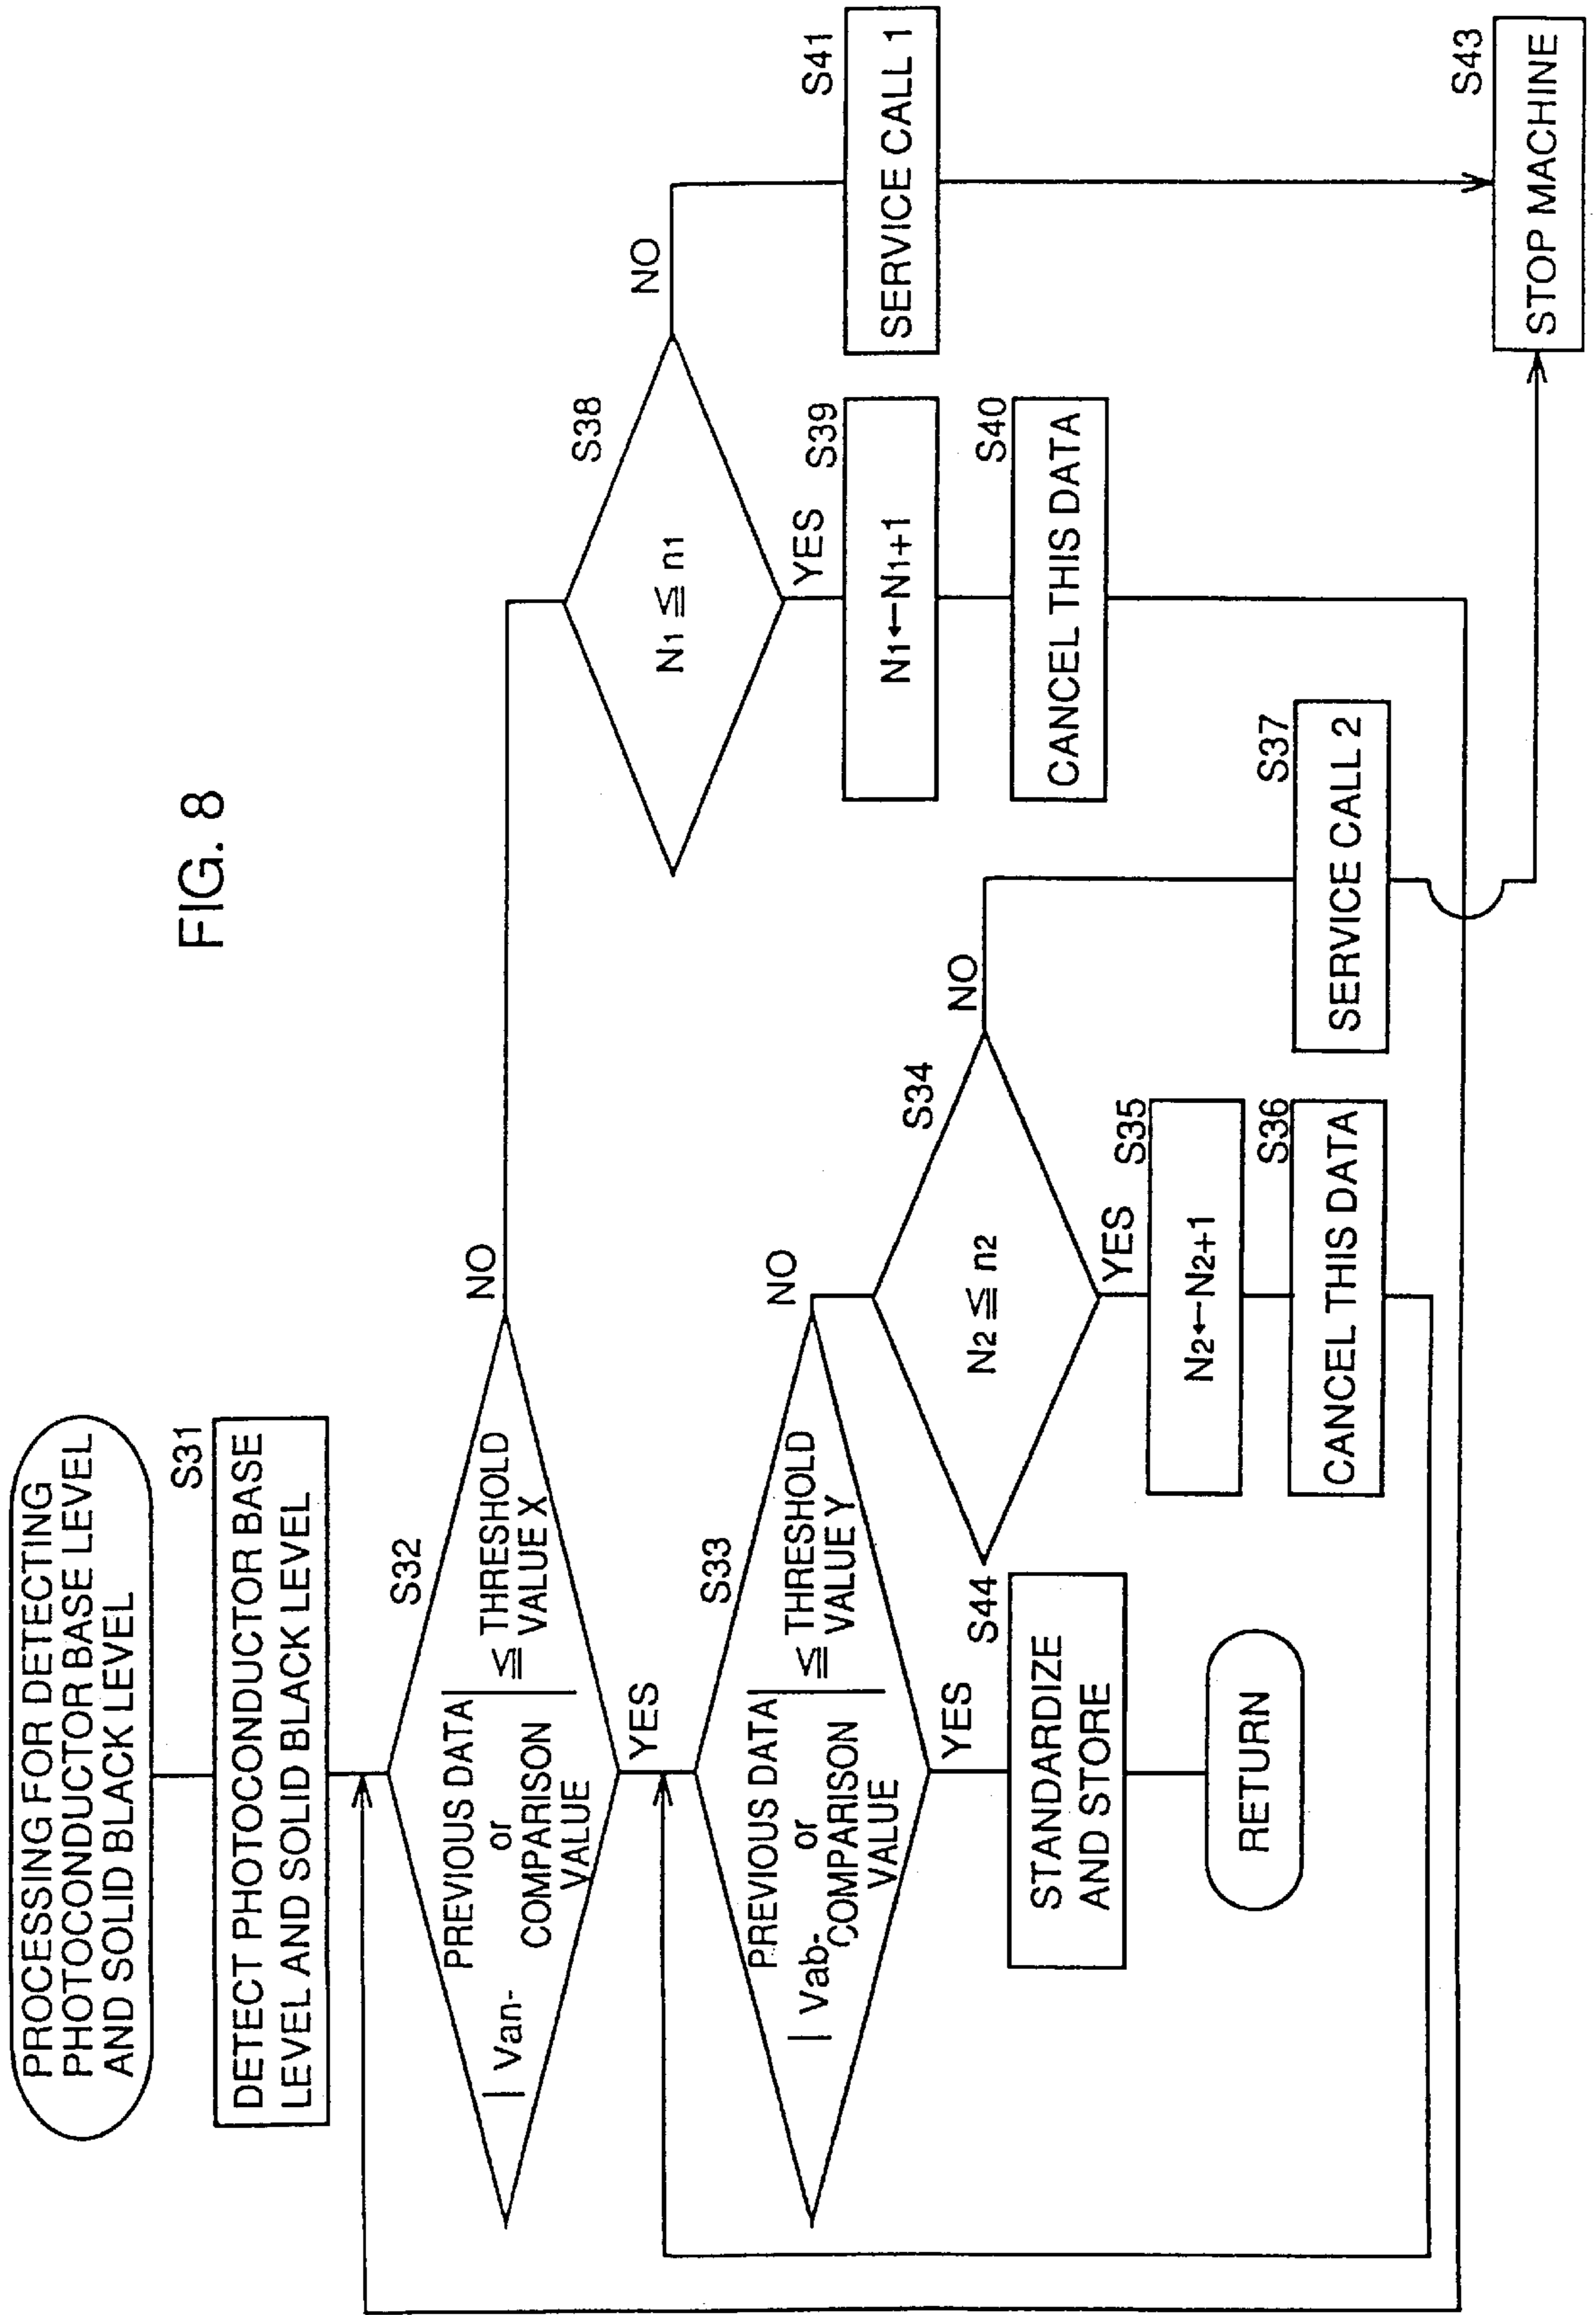 FIG. 8
PROCESSING FOR DETECTING
PHOTOCONDUCTOR BASE LEVEL
AND SOLID BLACK LEVEL
S31
DETECT PHOTOCONDUCTOR BASE
LEVEL AND SOLID BLACK LEVEL
S32
| Van-
PREVIOUS DATA
or
COMPARISON
VALUE
| ≦ THRESHOLD
VALUE X
NO
YES
S33
| Vab-
PREVIOUS DATA
or
COMPARISON
VALUE
| ≦ THRESHOLD
VALUE Y
NO
YES
S44
STANDARDIZE
AND STORE
RETURN
S34
N2 ≦ n2
NO
YES
S35
N2←N2+1
S36
CANCEL THIS DATA
S37
SERVICE CALL 2
S38
N1 ≦ n1
NO
YES
S39
N1←N1+1
S40
CANCEL THIS DATA
S41
SERVICE CALL 1
S43
STOP MACHINE